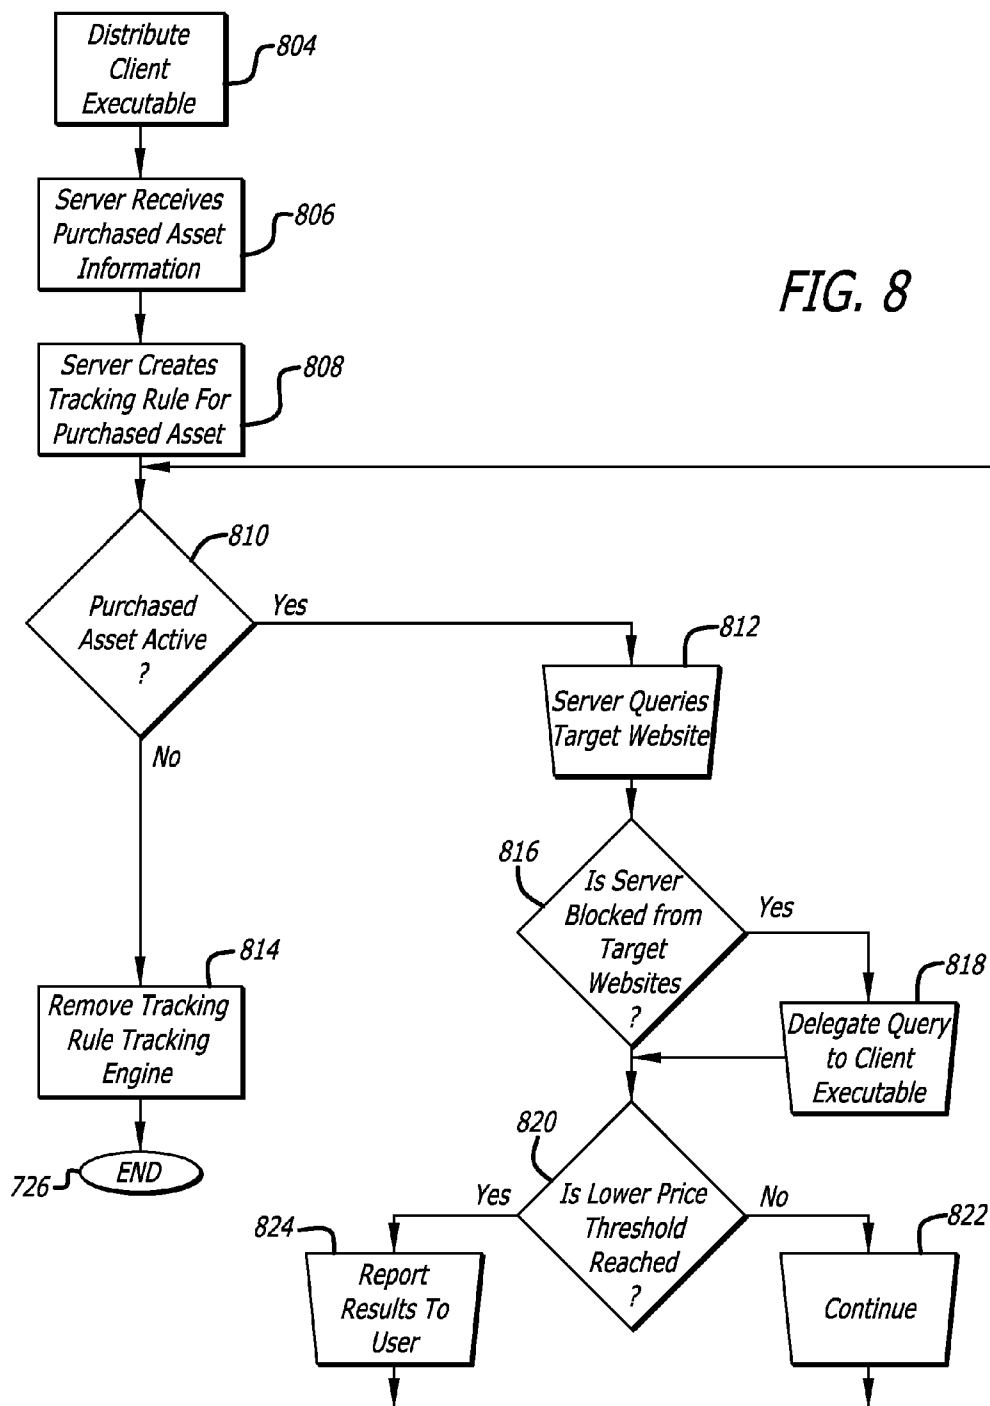 Distribute
Client
Executable
804
Server Receives
Purchased Asset
Information
806
FIG. 8
Server Creates
Tracking Rule For
Purchased Asset
808
810
Purchased
Asset Active
?
Yes
No
812
Server Queries
Target Website
816
Is Server
Blocked from
Target
Websites
?
Yes
814
Remove Tracking
Rule Tracking
Engine
818
Delegate Query
to Client
Executable
726
END
820
Is Lower Price
Threshold
Reached
?
Yes
No
824
Report
Results To
User
822
Continue